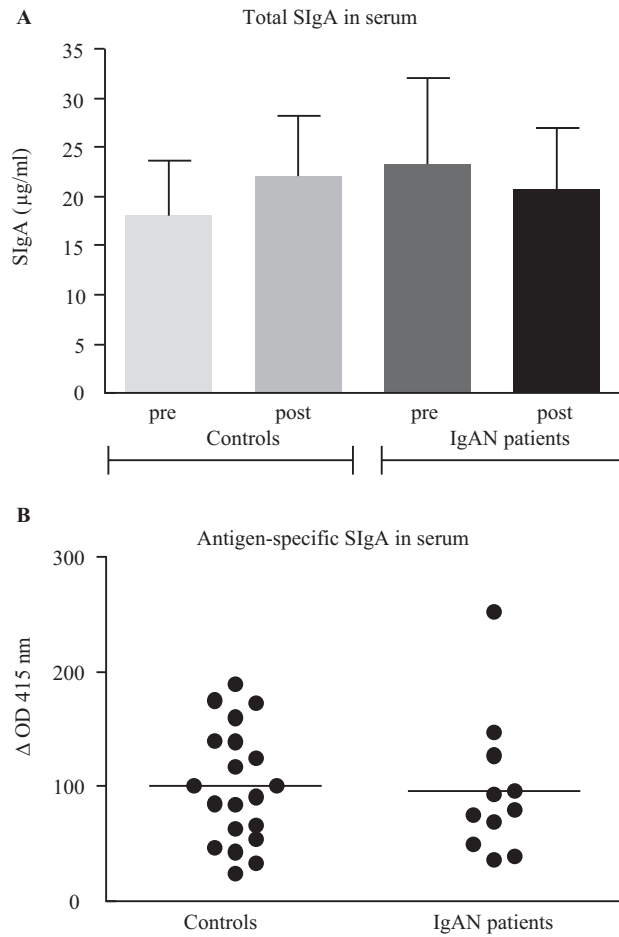 A
Total SIgA in serum
35
30
25
20
15
10
5
0
SIgA (µg/ml)
pre post pre post
Controls IgAN patients
B
Antigen-specific SIgA in serum
300
200
100
0
Δ OD 415 nm
Controls IgAN patients